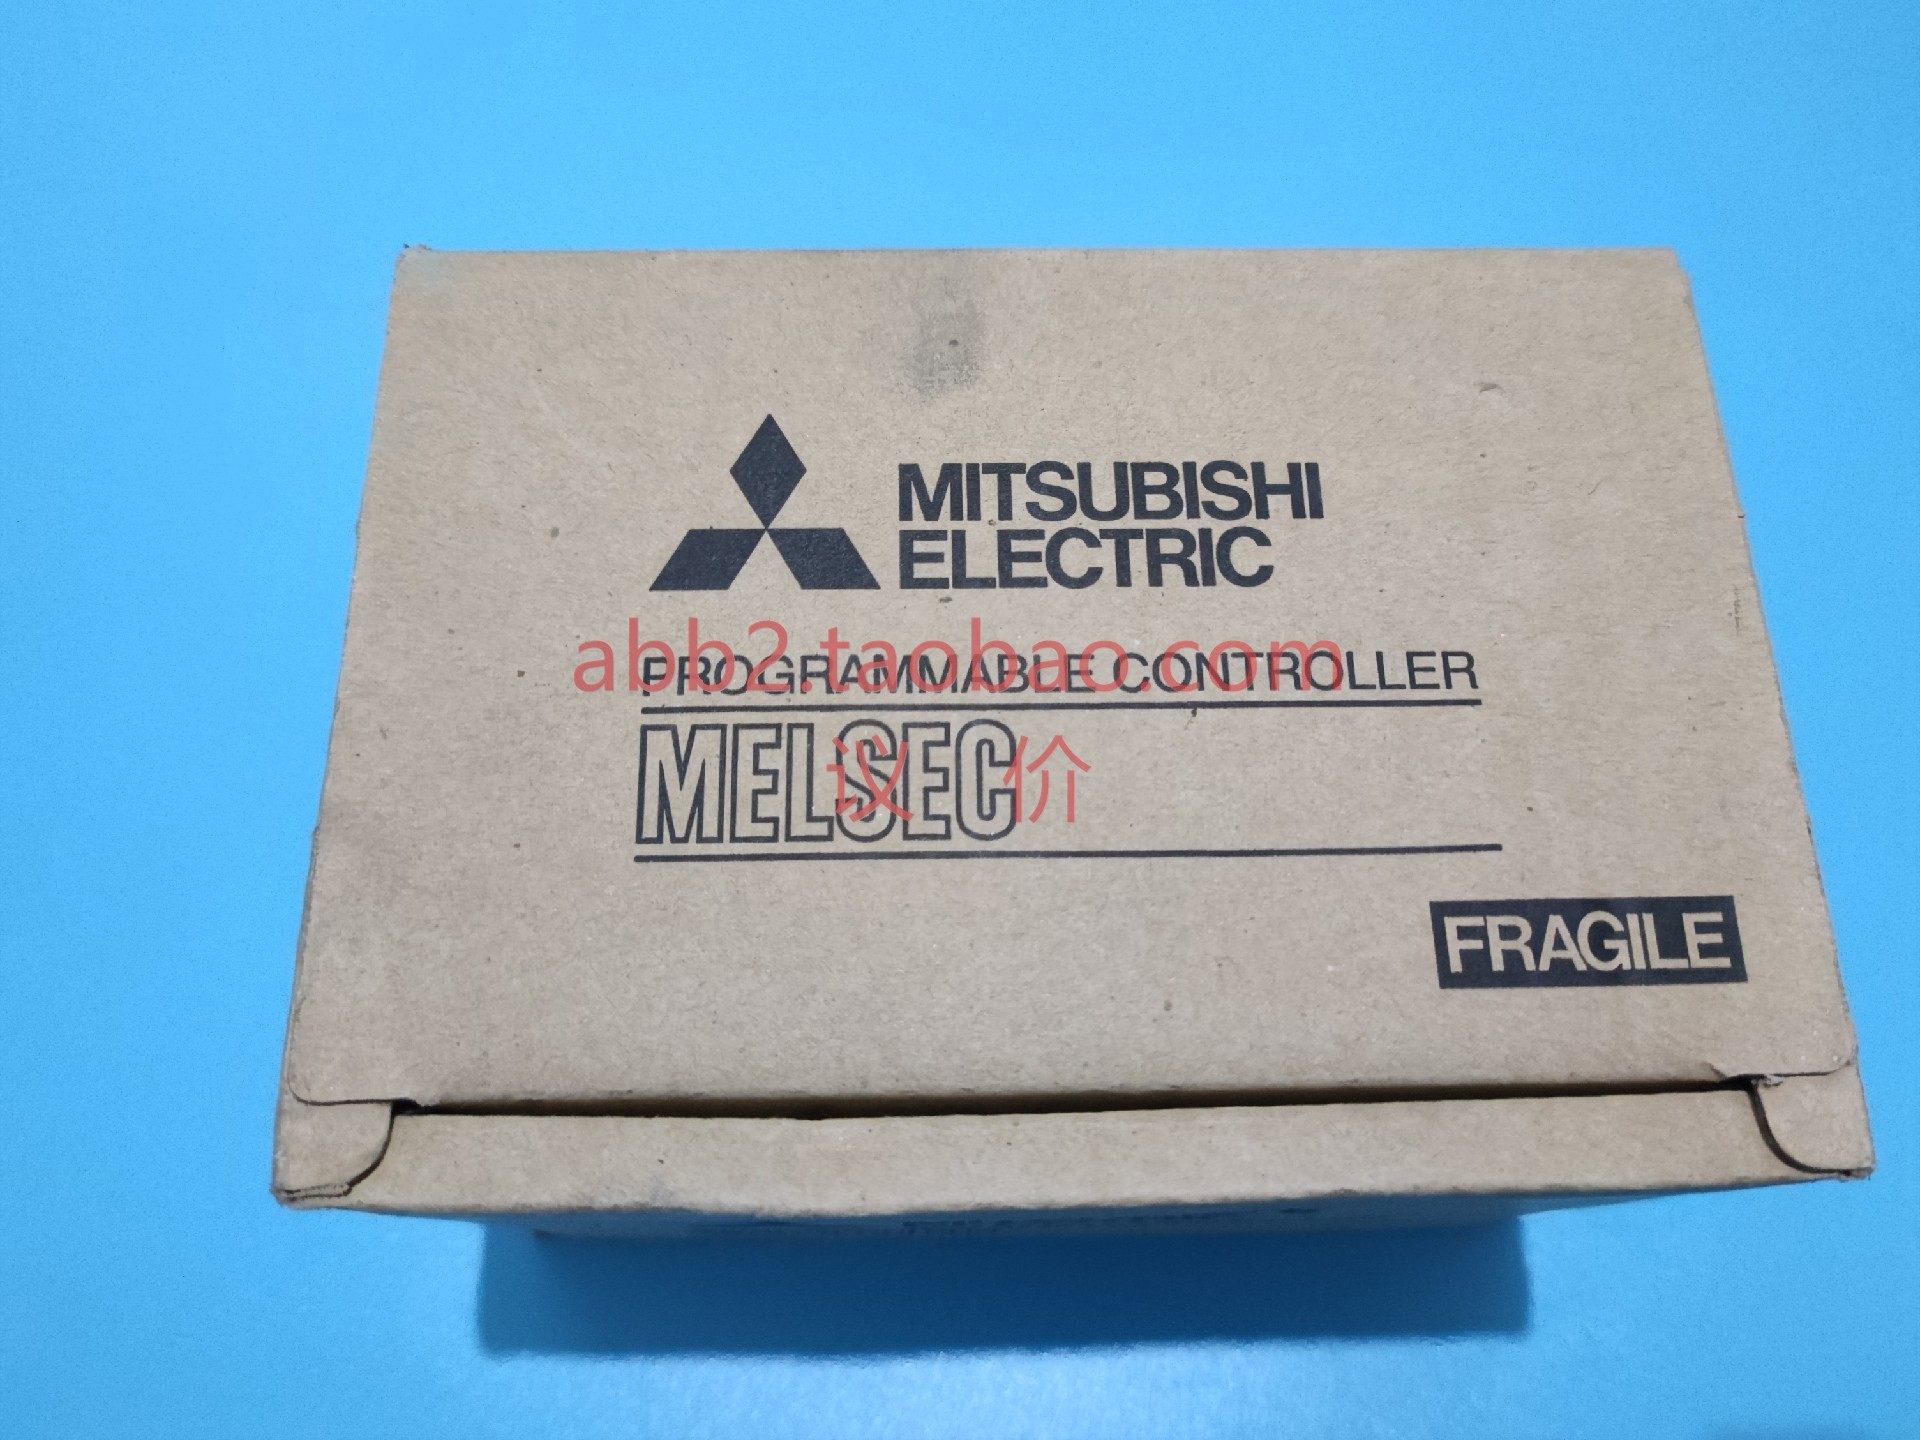 MITSUBISHI
ELECTRIC
abb2.taobao.com
PROGRAMMABLE CONTROLLER
MELSEC
议 价
FRAGILE